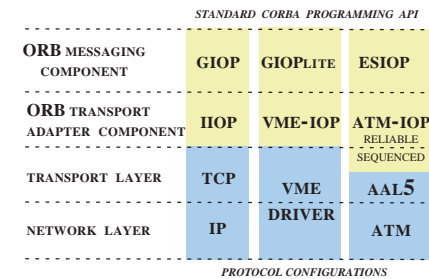 STANDARD CORBA PROGRAMMING API
ORB MESSAGING
COMPONENT
GIOP GIOPLITE ESIOP
ORB TRANSPORT
ADAPTER COMPONENT
IIOP VME-IOP ATM-IOP
RELIABLE
SEQUENCED
TRANSPORT LAYER TCP VME AAL5
DRIVER
NETWORK LAYER IP ATM
PROTOCOL CONFIGURATIONS